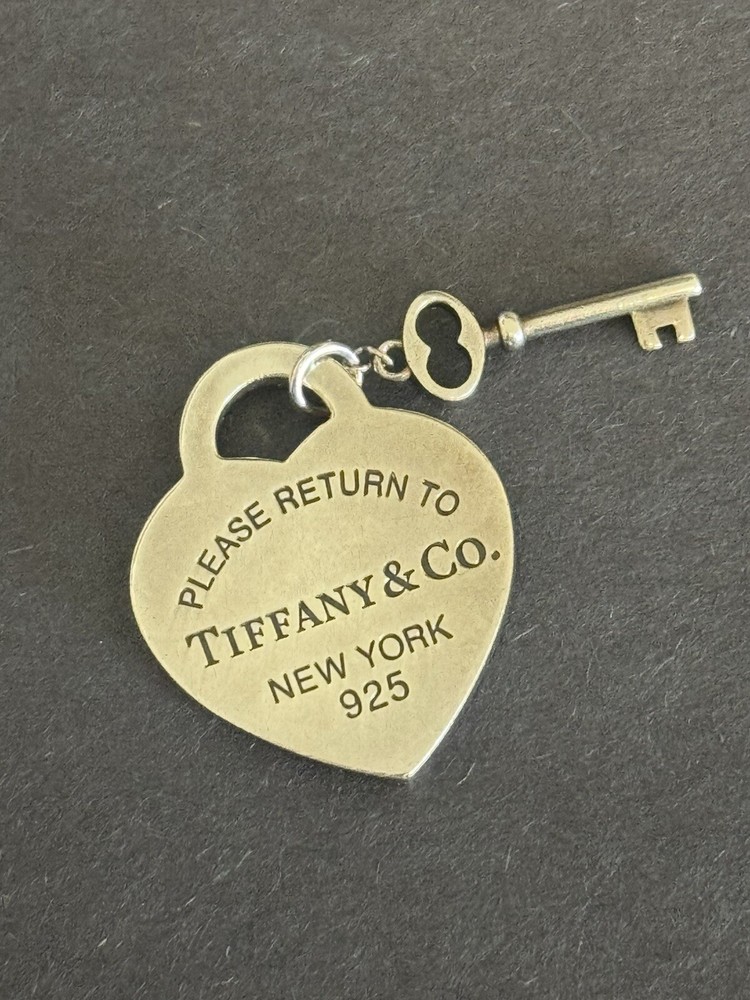 PLEASE RETURN TO
TIFFANY & CO.
NEW YORK
925